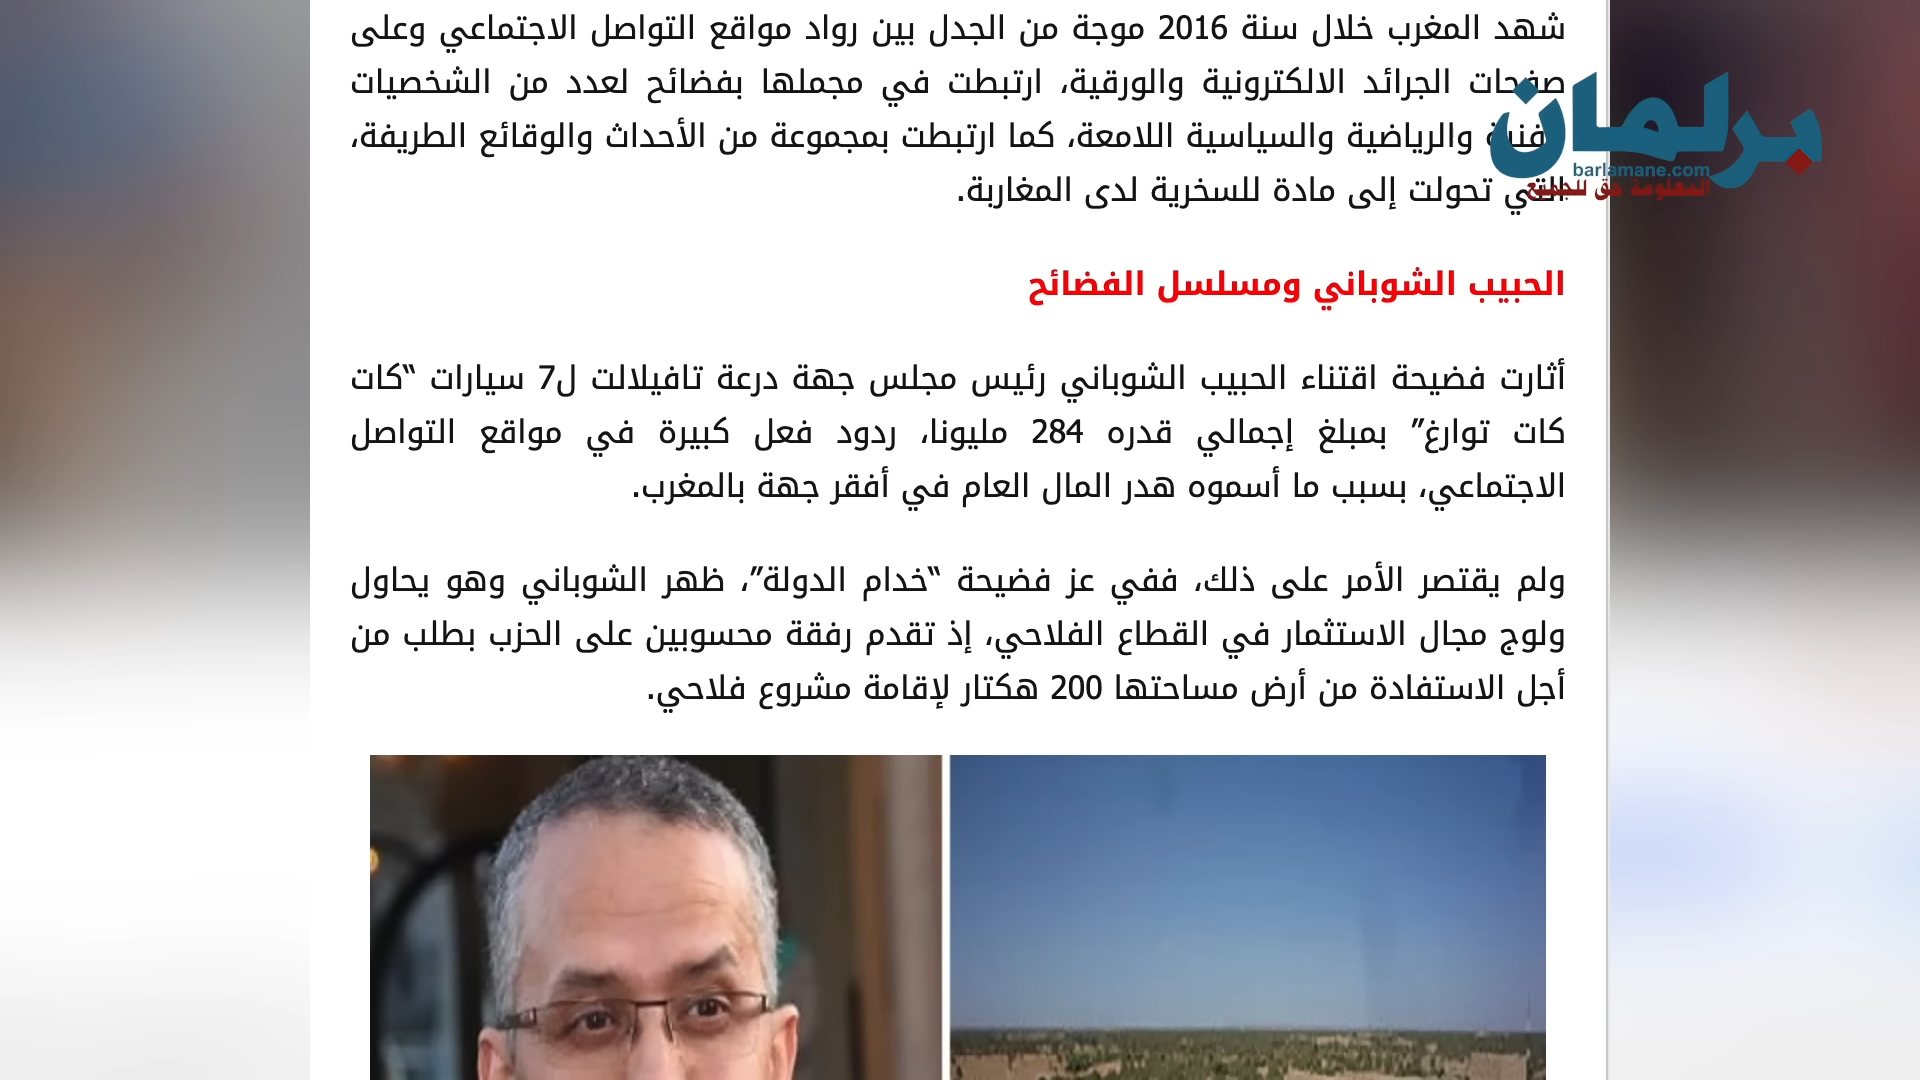 شهد المغرب خلال سنة 2016 موجة من الجدل بين رواد مواقع التواصل الاجتماعي وعلى
صفحات الجرائد الالكترونية والورقية، ارتبطت في مجملها بفضائح لعدد من الشخصيات
والرياضية والسياسية اللامعة، كما ارتبطت بمجموعة من الأحداث والوقائع الطريفة،
التي تحولت إلى مادة للسخرية لدى المغاربة.
برلمان
barlamane.com
المعلومة حق للجميع
الحبيب الشوباني ومسلسل الفضائح
أثارت فضيحة اقتناء الحبيب الشوباني رئيس مجلس جهة درعة تافيلالت ل7 سيارات “كات
كات توارغ” بمبلغ إجمالي قدره 284 مليونا، ردود فعل كبيرة في مواقع التواصل
الاجتماعي، بسبب ما أسموه هدر المال العام في أفقر جهة بالمغرب.
ولم يقتصر الأمر على ذلك، ففي عز فضيحة “خدام الدولة”، ظهر الشوباني وهو يحاول
ولوج مجال الاستثمار في القطاع الفلاحي، إذ تقدم رفقة محسوبين على الحزب بطلب من
أجل الاستفادة من أرض مساحتها 200 هكتار لإقامة مشروع فلاحي.